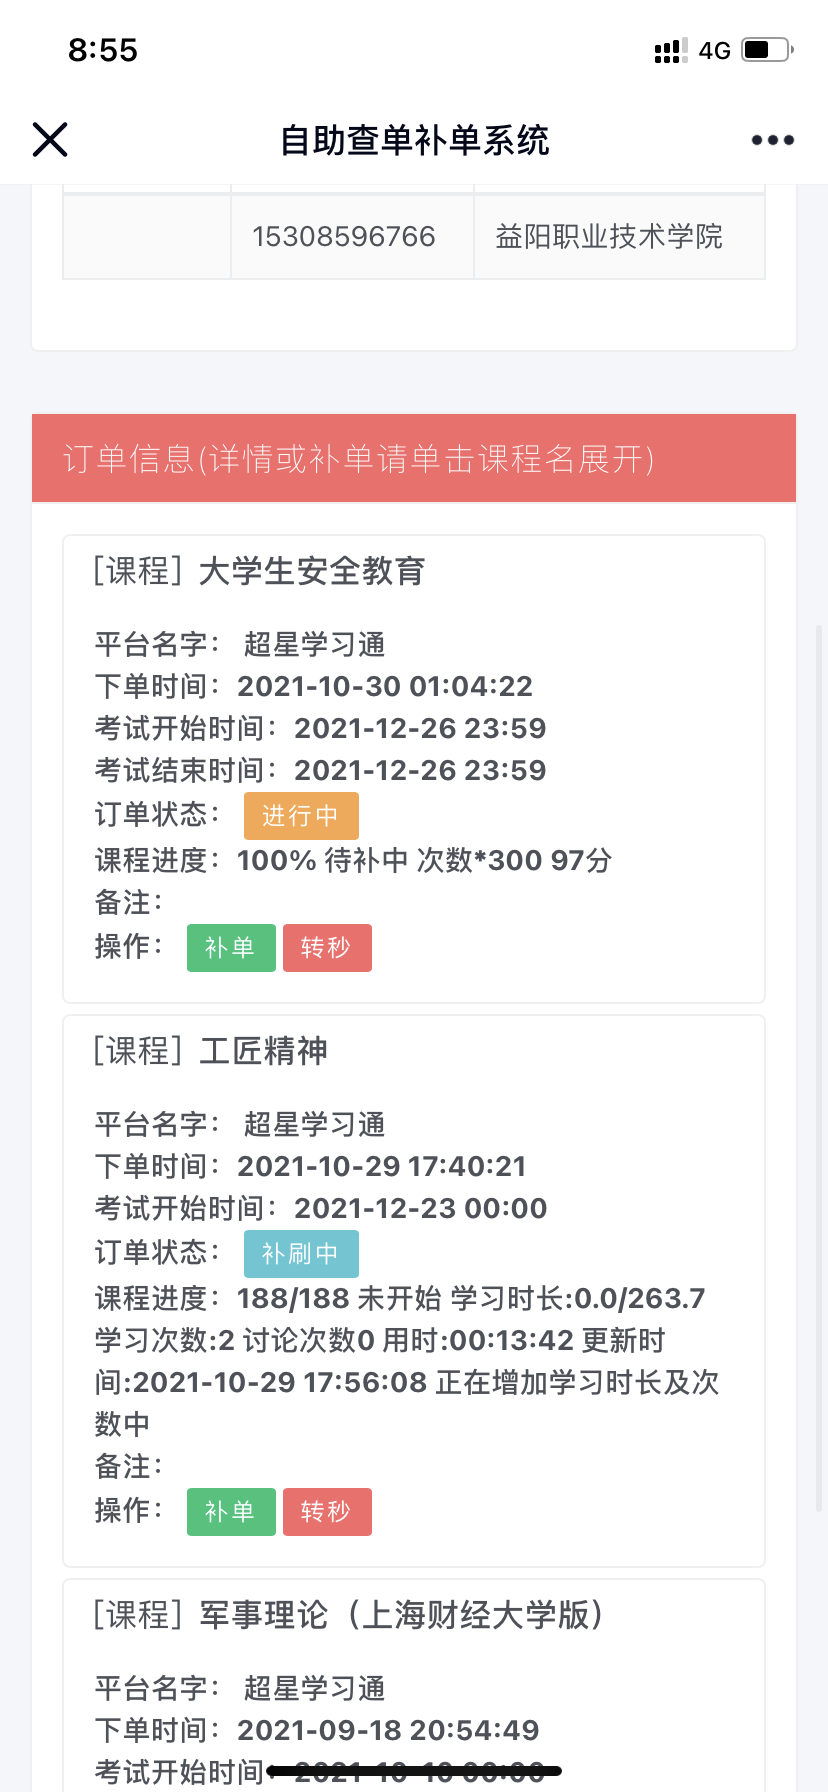 8:55
4G
自助查单补单系统
15308596766 益阳职业技术学院
订单信息(详情或补单请单击课程名展开)
[课程] 大学生安全教育
平台名字： 超星学习通
下单时间：2021-10-30 01:04:22
考试开始时间：2021-12-26 23:59
考试结束时间：2021-12-26 23:59
订单状态： 进行中
课程进度：100% 待补中 次数*300 97分
备注：
操作： 补单 转秒
[课程] 工匠精神
平台名字： 超星学习通
下单时间：2021-10-29 17:40:21
考试开始时间：2021-12-23 00:00
订单状态： 补刷中
课程进度：188/188 未开始 学习时长:0.0/263.7
学习次数:2 讨论次数0 用时:00:13:42 更新时
间:2021-10-29 17:56:08 正在增加学习时长及次
数中
备注：
操作： 补单 转秒
[课程] 军事理论（上海财经大学版）
平台名字： 超星学习通
下单时间：2021-09-18 20:54:49
考试开始时间